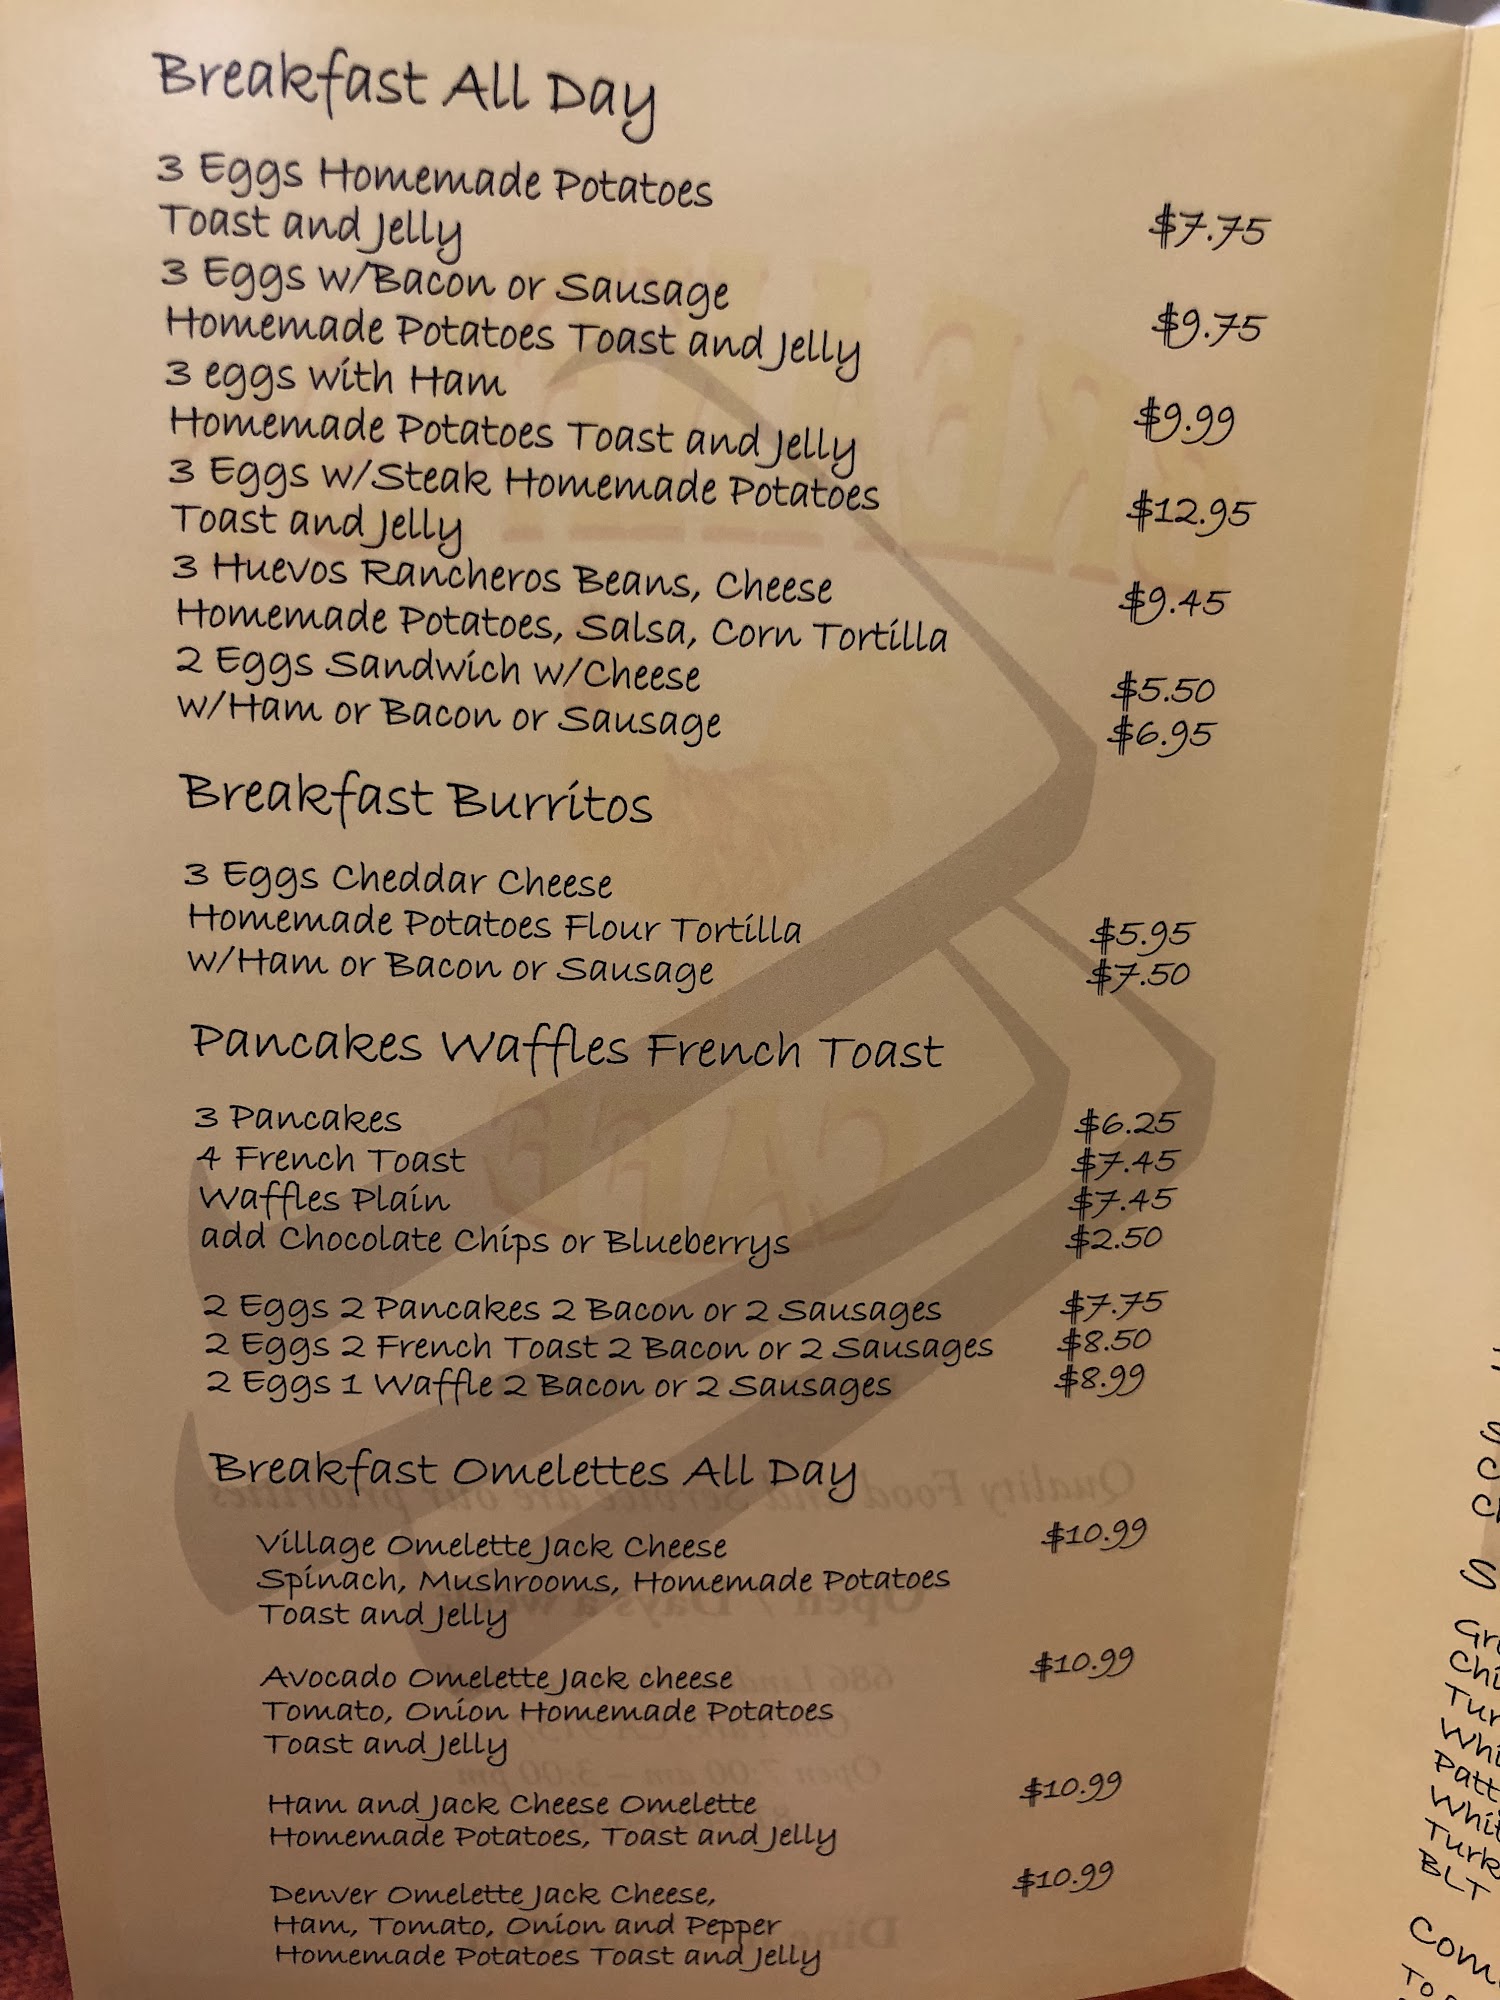 Breakfast All Day
3 Eggs Homemade Potatoes
Toast and Jelly $7.75
3 Eggs w/Bacon or Sausage
Homemade Potatoes Toast and Jelly $9.75
3 eggs with Ham
Homemade Potatoes Toast and Jelly $9.99
3 Eggs w/Steak Homemade Potatoes
Toast and Jelly $12.95
3 Huevos Rancheros Beans, Cheese
Homemade Potatoes, Salsa, Corn Tortilla $9.45
2 Eggs Sandwich w/Cheese $5.50
w/Ham or Bacon or Sausage $6.95
Breakfast Burritos
3 Eggs Cheddar Cheese
Homemade Potatoes Flour Tortilla $5.95
w/Ham or Bacon or Sausage $7.50
Pancakes Waffles French Toast
3 Pancakes $6.25
4 French Toast $7.45
Waffles Plain $7.45
add Chocolate Chips or Blueberrys $2.50
2 Eggs 2 Pancakes 2 Bacon or 2 Sausages $7.75
2 Eggs 2 French Toast 2 Bacon or 2 Sausages $8.50
2 Eggs 1 Waffle 2 Bacon or 2 Sausages $8.99
Breakfast Omelettes All Day
Village Omelette Jack Cheese $10.99
Spinach, Mushrooms, Homemade Potatoes
Toast and Jelly
Avocado Omelette Jack cheese $10.99
Tomato, Onion Homemade Potatoes
Toast and Jelly
Ham and Jack Cheese Omelette $10.99
Homemade Potatoes, Toast and Jelly
Denver Omelette Jack Cheese, $10.99
Ham, Tomato, Onion and Pepper
Homemade Potatoes Toast and Jelly
BLT